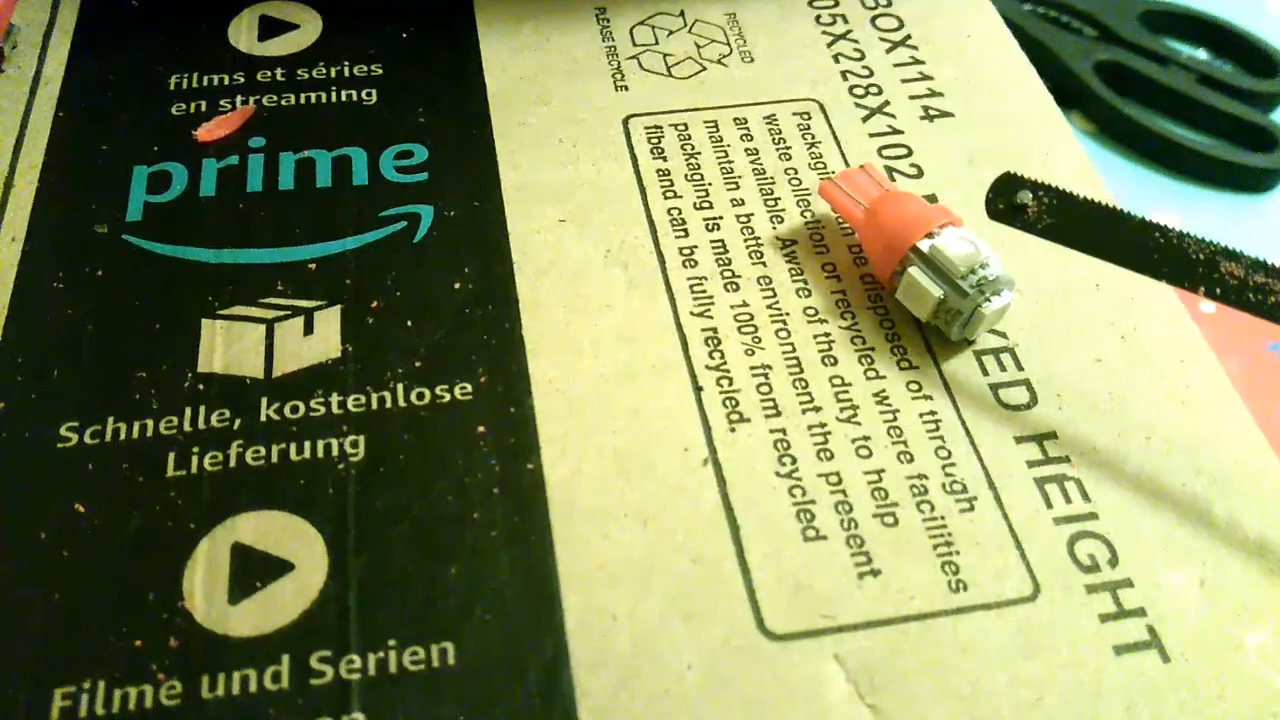 films et séries
en streaming
prime
Schnelle, kostenlose
Lieferung
Filme und Serien
PLEASE RECYCLE
RECYCLED
BOX1114
05X228X102
YED HEIGHT
Packagi an be disposed of through
waste collection or recycled where facilities
are available. Aware of the duty to help
maintain a better environment the present
packaging is made 100% from recycled
fiber and can be fully recycled.